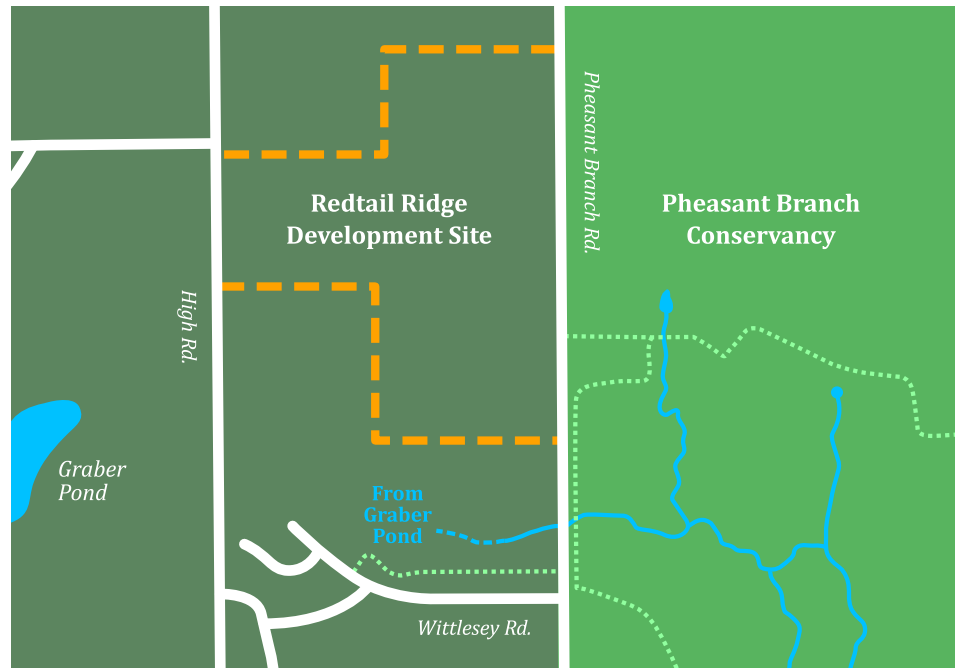 Redtail Ridge
Development Site
Pheasant Branch Rd.
Pheasant Branch
Conservancy
High Rd.
Graber
Pond
From
Graber
Pond
Wittlesey Rd.